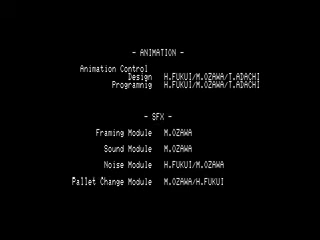 - ANIMATION -
Animation Control
Design H.FUKUI/M.OZAWA/T.ADACHI
Programnig H.FUKUI/M.OZAWA/T.ADACHI
- SFX -
Framing Module M.OZAWA
Sound Module M.OZAWA
Noise Module H.FUKUI/M.OZAWA
Pallet Change Module M.OZAWA/H.FUKUI